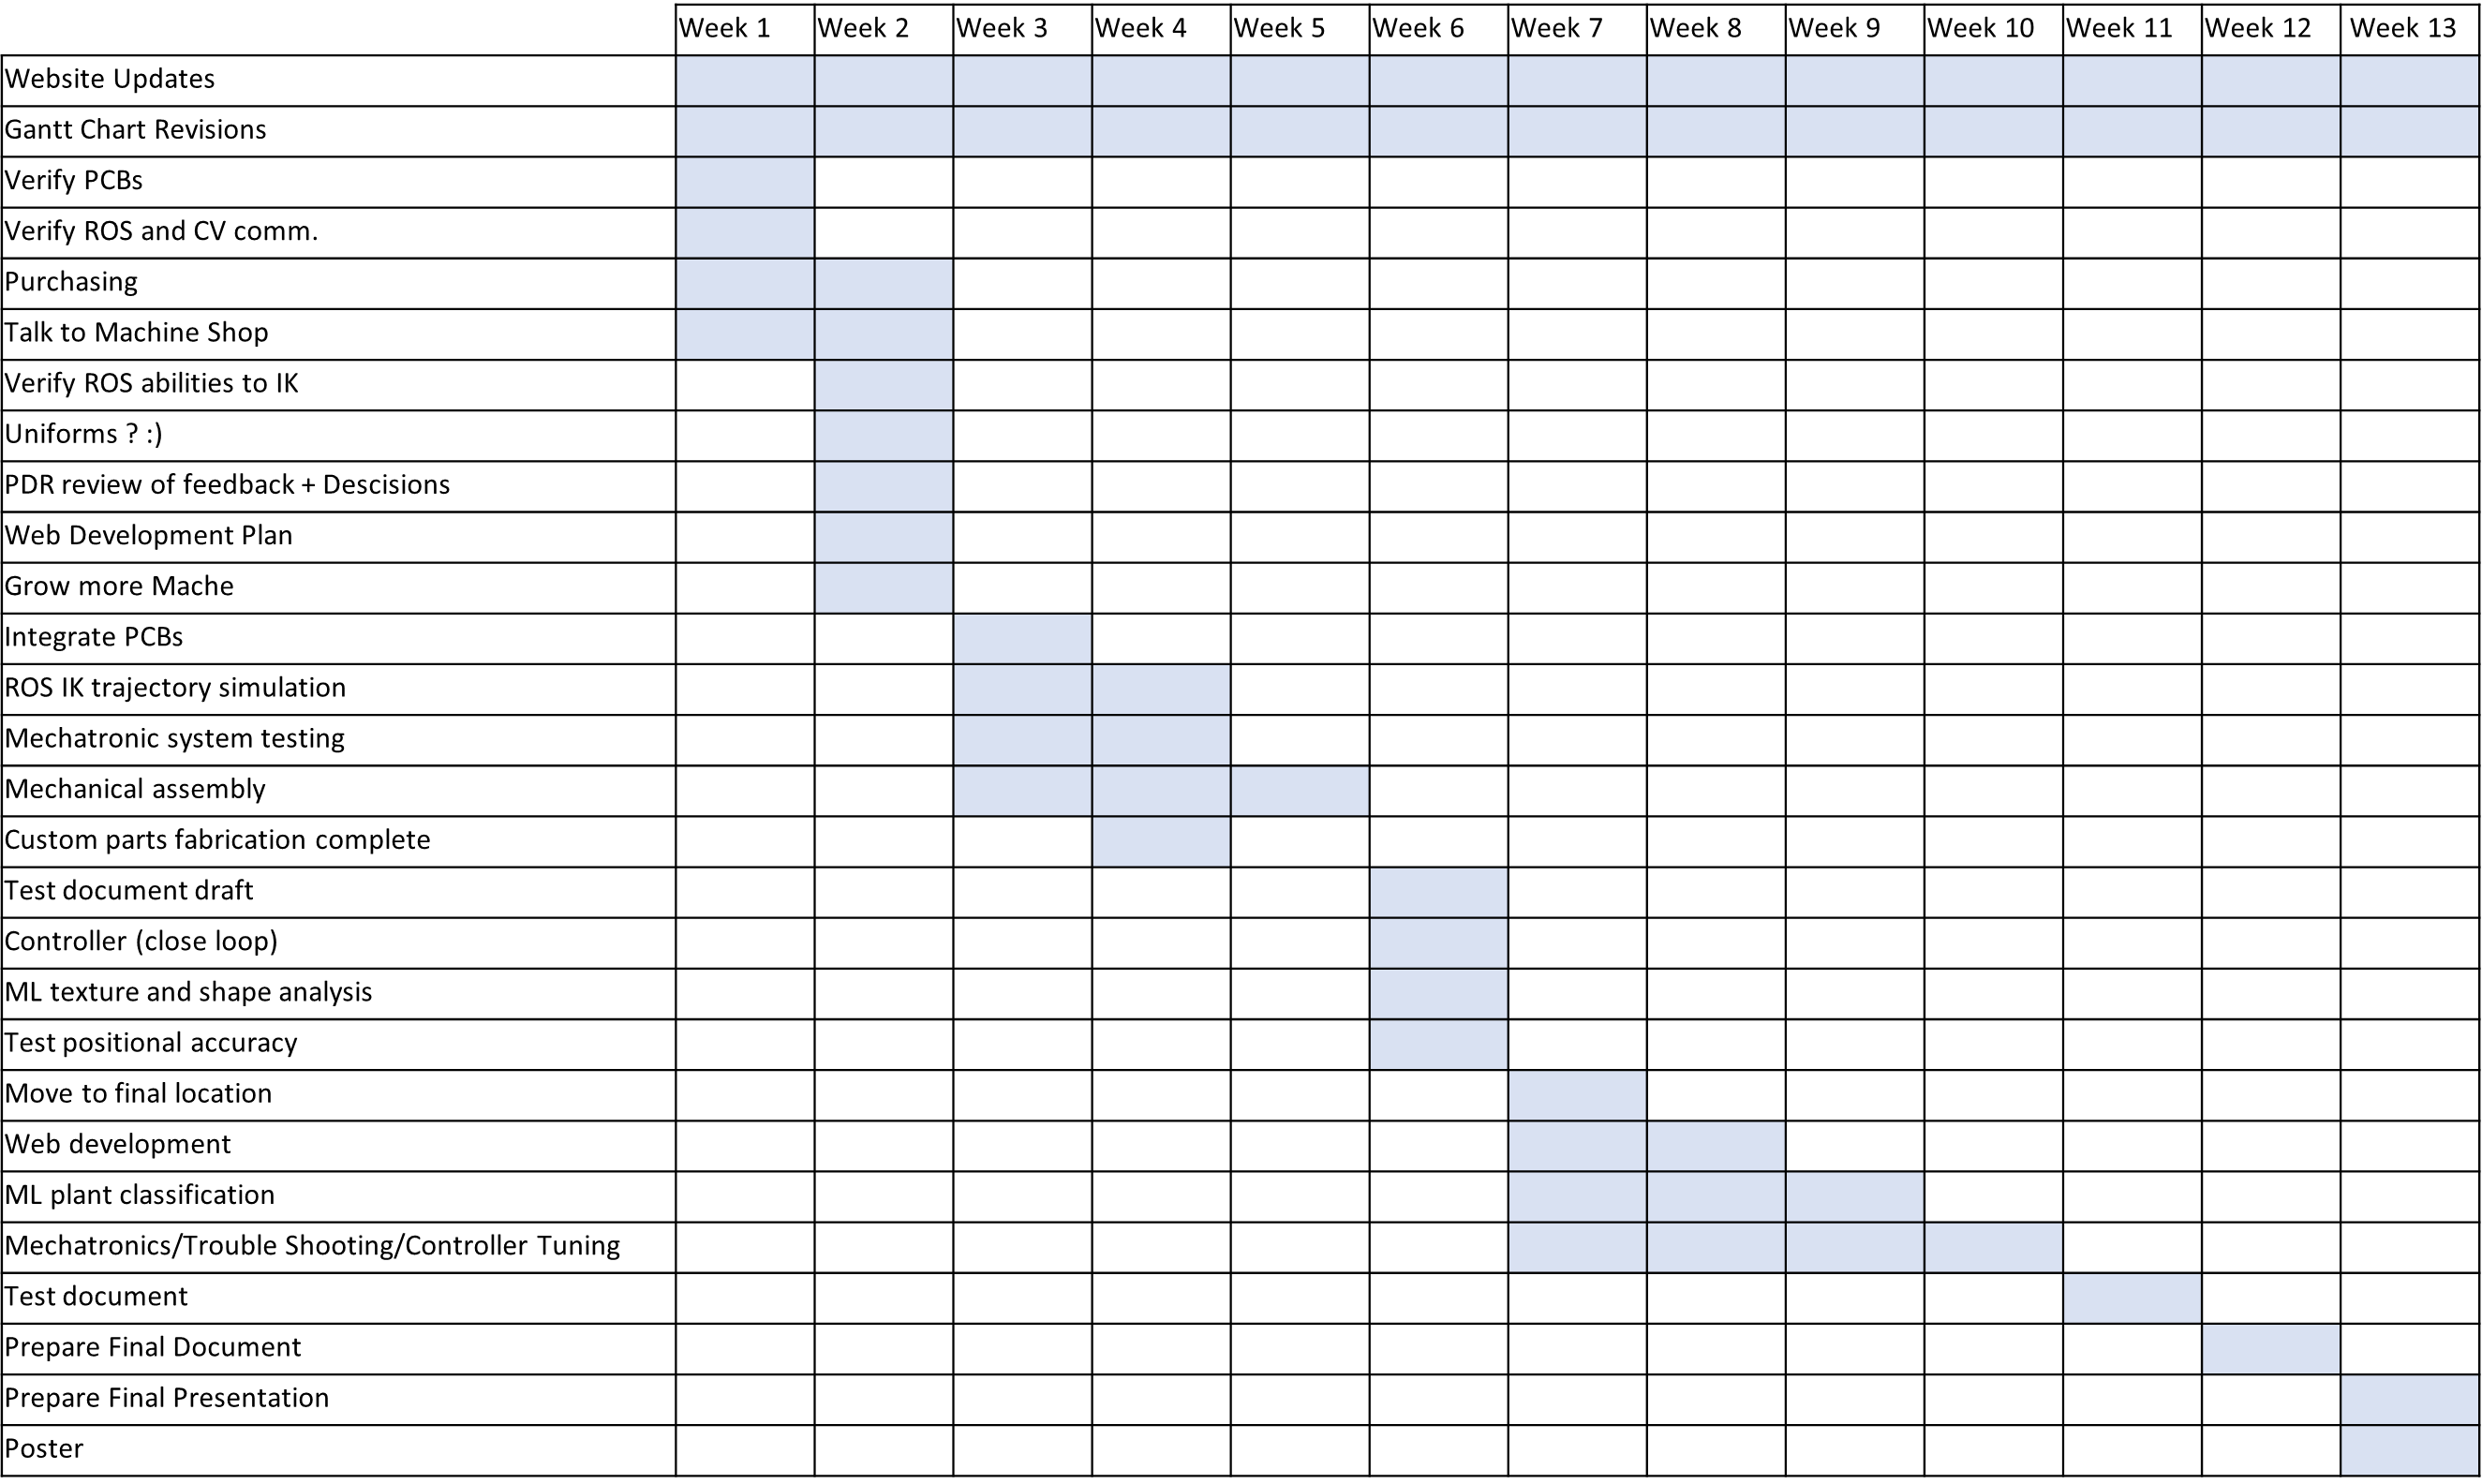 Week 1 Week 2 Week 3 Week 4 Week 5 Week 6 Week 7 Week 8 Week 9 Week 10 Week 11 Week 12 Week 13
Website Updates
Gantt Chart Revisions
Verify PCBs
Verify ROS and CV comm.
Purchasing
Talk to Machine Shop
Verify ROS abilities to IK
Uniforms ? :)
PDR review of feedback + Descisions
Web Development Plan
Grow more Mache
Integrate PCBs
ROS IK trajectory simulation
Mechatronic system testing
Mechanical assembly
Custom parts fabrication complete
Test document draft
Controller (close loop)
ML texture and shape analysis
Test positional accuracy
Move to final location
Web development
ML plant classification
Mechatronics/Trouble Shooting/Controller Tuning
Test document
Prepare Final Document
Prepare Final Presentation
Poster